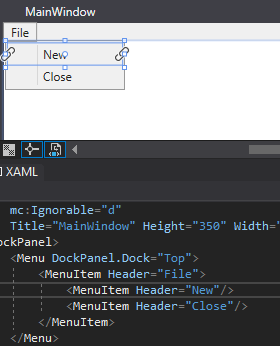 MainWindow
File
New
Close
XAML
mc:Ignorable="d"
Title="MainWindow" Height="350" Width="
ockPanel>
<Menu DockPanel.Dock="Top">
<MenuItem Header="File">
<MenuItem Header="New"/>
<MenuItem Header="Close"/>
</MenuItem>
</Menu>